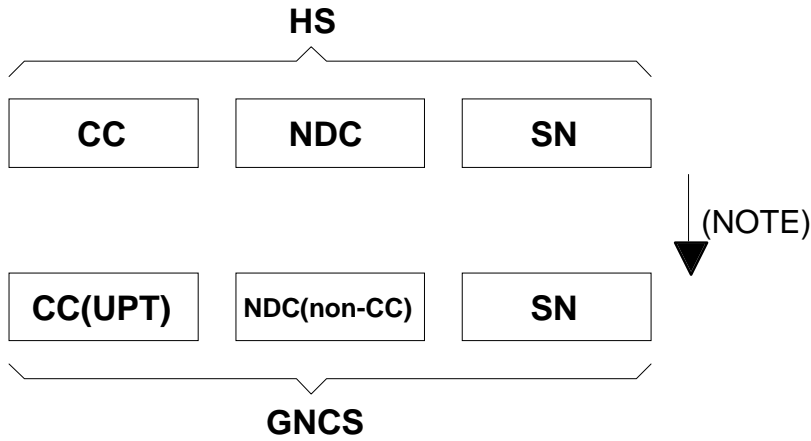 HS
CC NDC SN
(NOTE)
CC(UPT) NDC(non-CC) SN
GNCS